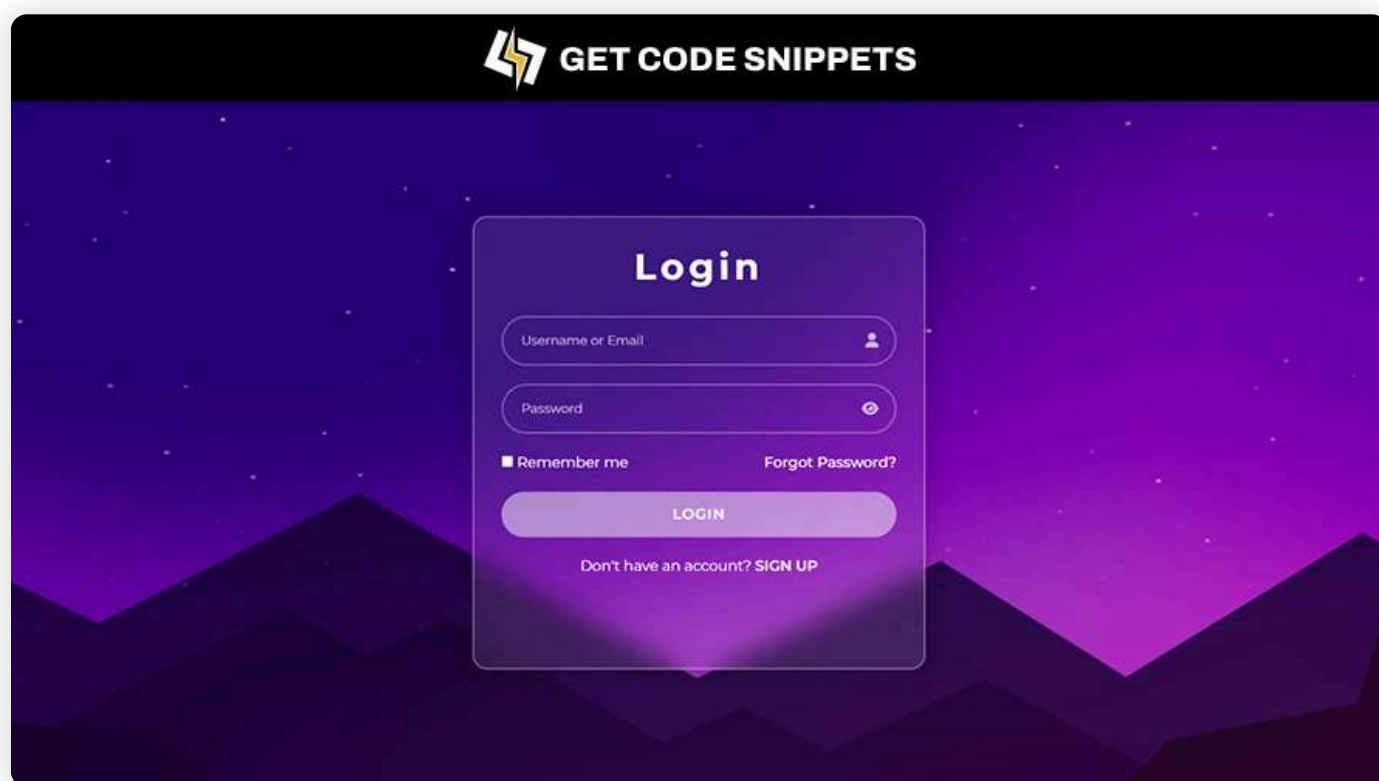 GET CODE SNIPPETS
Login
Username or Email
Password
Remember me Forgot Password?
LOGIN
Don't have an account? SIGN UP